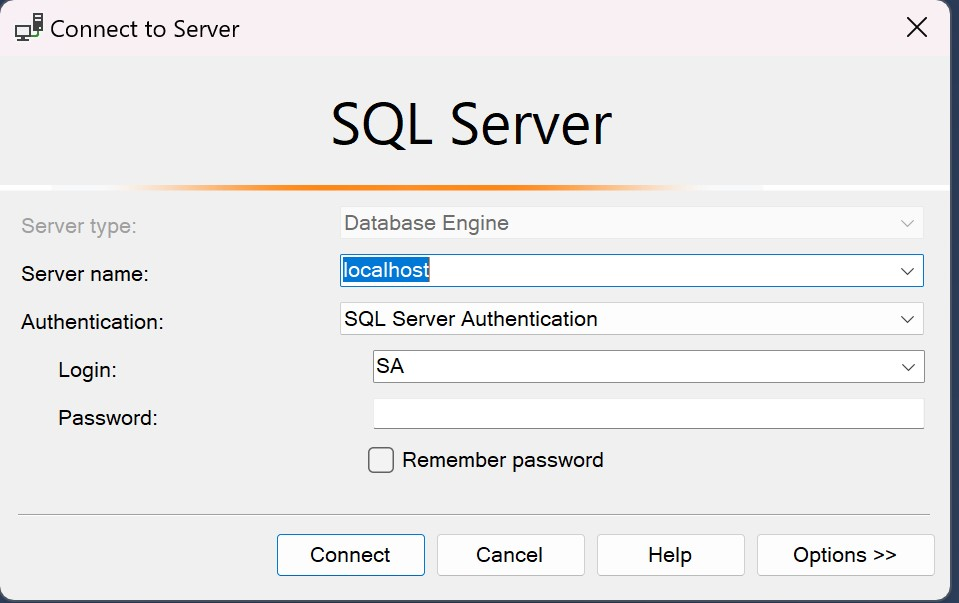 Connect to Server
SQL Server
Server type: Database Engine
Server name: localhost
Authentication: SQL Server Authentication
Login: SA
Password:
Remember password
Connect Cancel Help Options >>